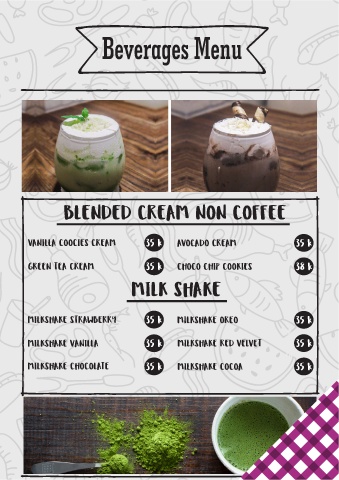 Beverages Menu
BLENDED CREAM NON COFFEE
VANILLA COOCIES CREAM 35 K AVOCADO CREAM 35 K
GREEN TEA CREAM 35 K CHOCO CHIP COOKIES 38 K
MILK SHAKE
MILKSHAKE STRAWBERRY 35 K MILKSHAKE OREO 35 K
MILKSHAKE VANILLA 35 K MILKSHAKE RED VELVET 35 K
MILKSHAKE CHOCOLATE 35 K MILKSHAKE COCOA 35 K